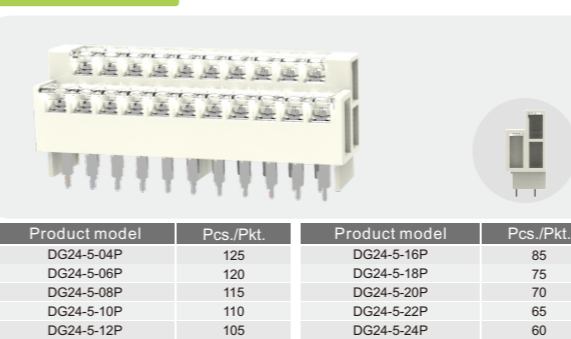 Product model Pcs./Pkt. Product model Pcs./Pkt.
DG24-5-04P 125 DG24-5-16P 85
DG24-5-06P 120 DG24-5-18P 75
DG24-5-08P 115 DG24-5-20P 70
DG24-5-10P 110 DG24-5-22P 65
DG24-5-12P 105 DG24-5-24P 60